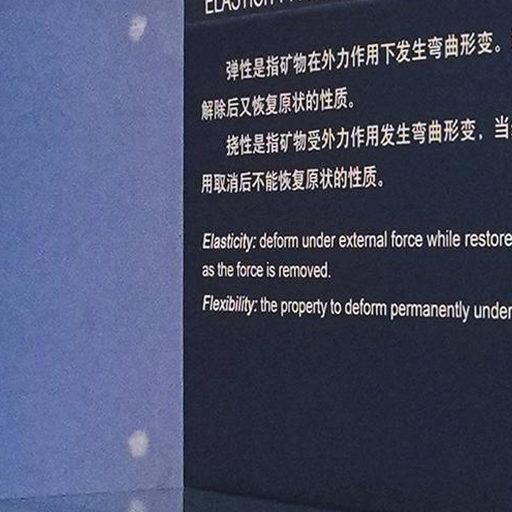 弹性是指矿物在外力作用下发生弯曲形变。
解除后又恢复原状的性质。
挠性是指矿物受外力作用发生弯曲形变，当
用取消后不能恢复原状的性质。
Elasticity: deform under external force while restore
as the force is removed.
Flexibility: the property to deform permanently under